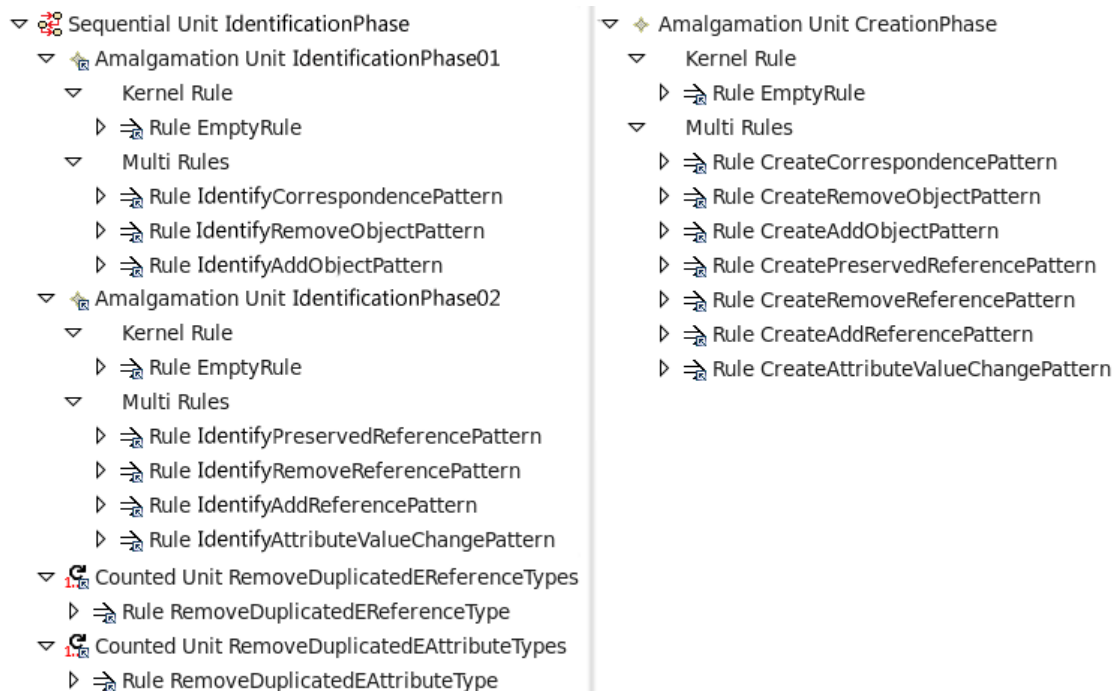 Sequential Unit IdentificationPhase
Amalgamation Unit IdentificationPhase01
Kernel Rule
Rule EmptyRule
Multi Rules
Rule IdentifyCorrespondencePattern
Rule IdentifyRemoveObjectPattern
Rule IdentifyAddObjectPattern
Amalgamation Unit IdentificationPhase02
Kernel Rule
Rule EmptyRule
Multi Rules
Rule IdentifyPreservedReferencePattern
Rule IdentifyRemoveReferencePattern
Rule IdentifyAddReferencePattern
Rule IdentifyAttributeValueChangePattern
Counted Unit RemoveDuplicatedEReferenceTypes
Rule RemoveDuplicatedEReferenceType
Counted Unit RemoveDuplicatedEAttributeTypes
Rule RemoveDuplicatedEAttributeType
Amalgamation Unit CreationPhase
Kernel Rule
Rule EmptyRule
Multi Rules
Rule CreateCorrespondencePattern
Rule CreateRemoveObjectPattern
Rule CreateAddObjectPattern
Rule CreatePreservedReferencePattern
Rule CreateRemoveReferencePattern
Rule CreateAddReferencePattern
Rule CreateAttributeValueChangePattern